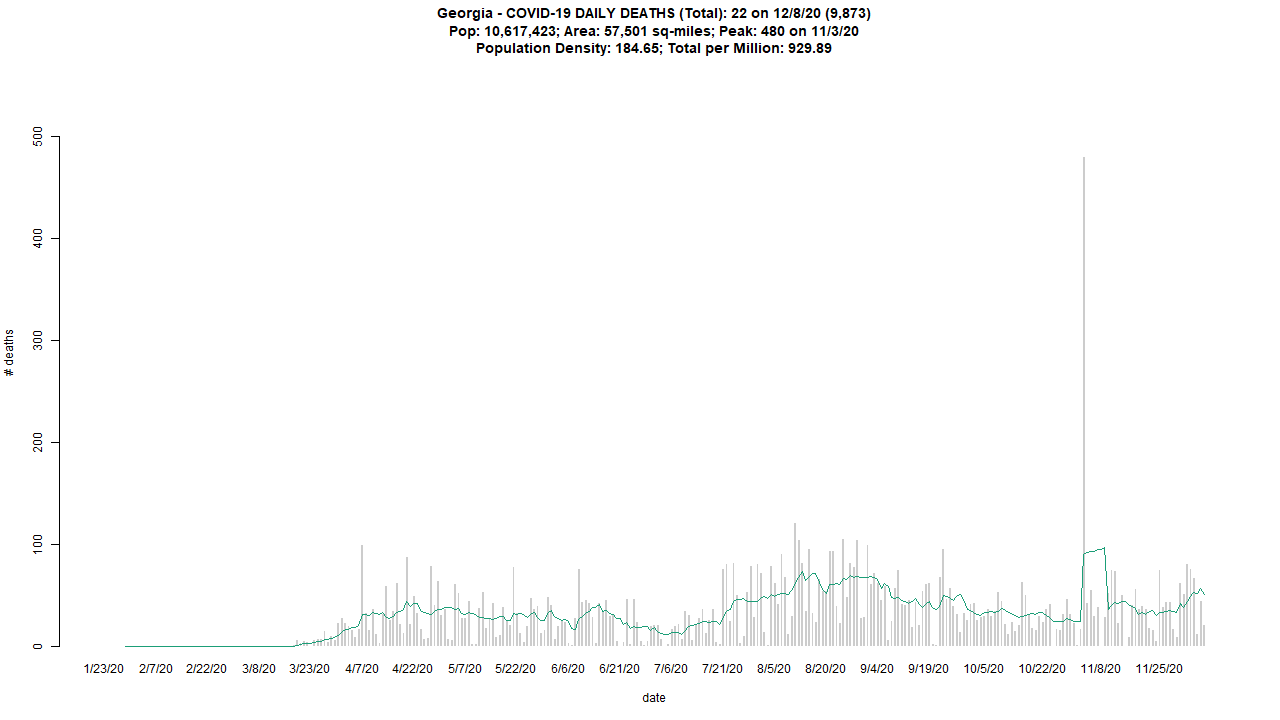 Georgia - COVID-19 DAILY DEATHS (Total): 22 on 12/8/20 (9,873)
Pop: 10,617,423; Area: 57,501 sq-miles; Peak: 480 on 11/3/20
Population Density: 184.65; Total per Million: 929.89
500
400
300
200
100
0
# deaths
1/23/20 2/7/20 2/22/20 3/8/20 3/23/20 4/7/20 4/22/20 5/7/20 5/22/20 6/6/20 6/21/20 7/6/20 7/21/20 8/5/20 8/20/20 9/4/20 9/19/20 10/5/20 10/22/20 11/8/20 11/25/20
date